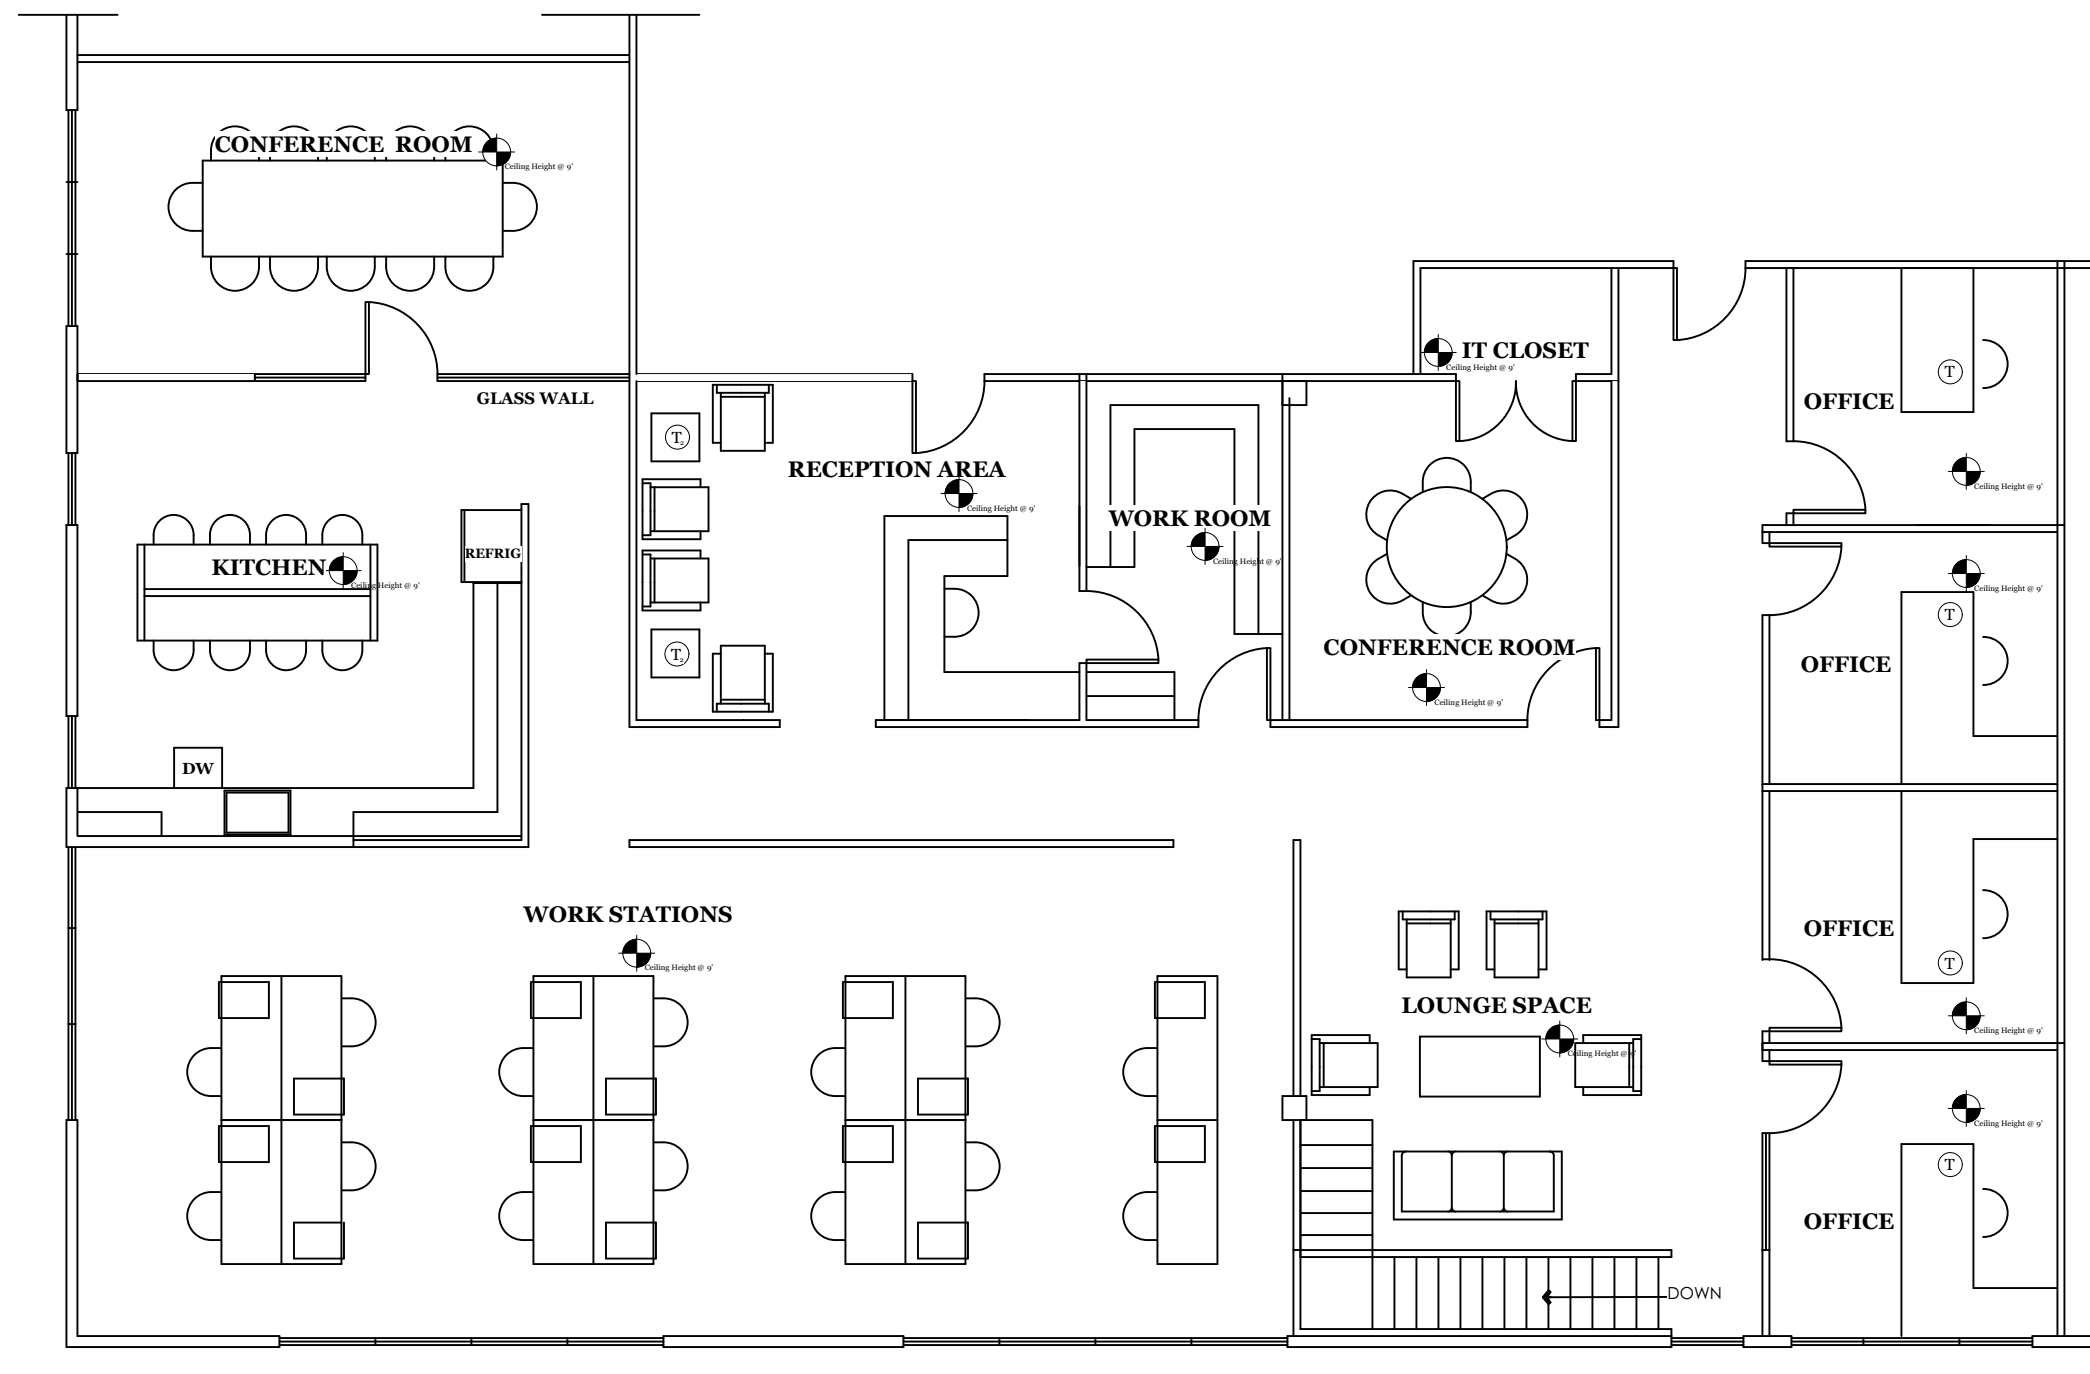 CONFERENCE ROOM
Ceiling Height @ 9'
IT CLOSET
Ceiling Height @ 9'
T
OFFICE
GLASS WALL
T2
RECEPTION AREA
Ceiling Height @ 9'
Ceiling Height @ 9'
WORK ROOM
Ceiling Height @ 9'
REFRIG
KITCHEN
Ceiling Height @ 9'
Ceiling Height @ 9'
T
T2
CONFERENCE ROOM
Ceiling Height @ 9'
OFFICE
DW
WORK STATIONS
Ceiling Height @ 9'
OFFICE
T
LOUNGE SPACE
Ceiling Height @ 9'
Ceiling Height @ 9'
Ceiling Height @ 9'
T
OFFICE
DOWN